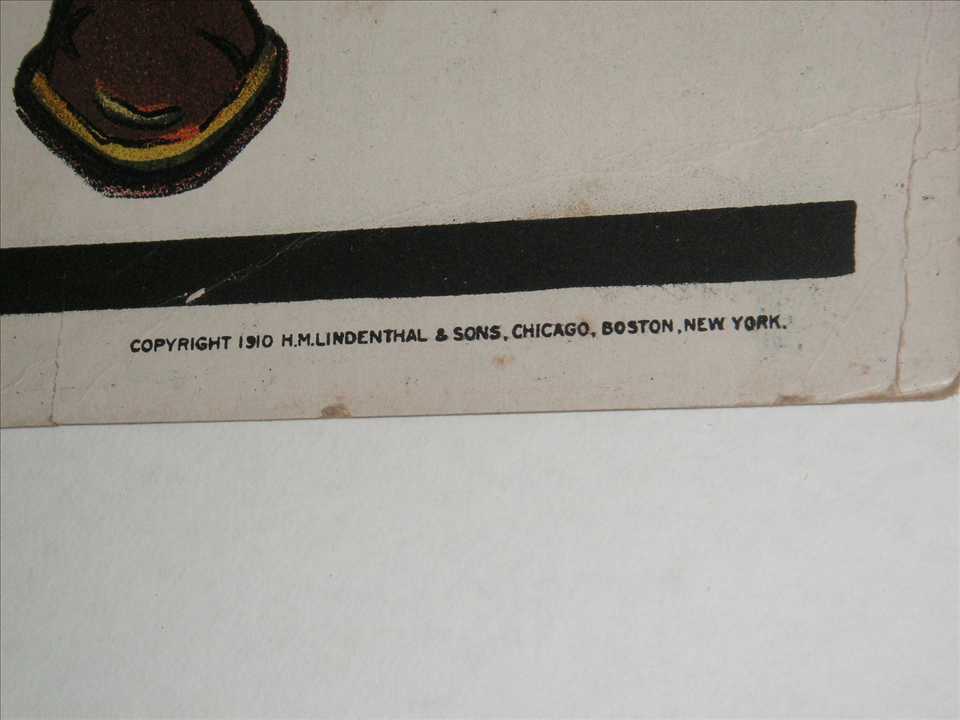 COPYRIGHT 1910 H.M.LINDENTHAL & SONS, CHICAGO, BOSTON, NEW YORK.